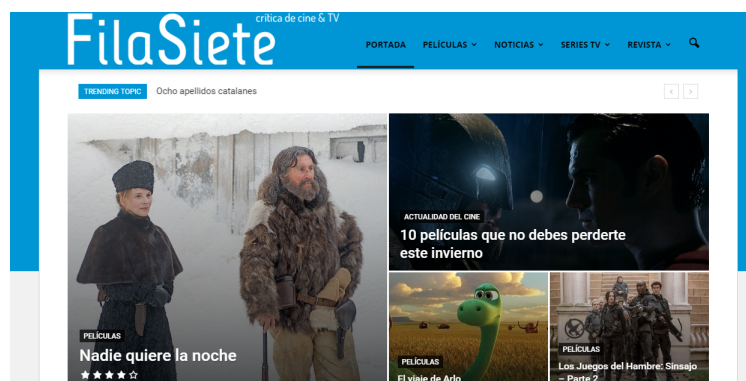 crítica de cine & TV
FilaSiete
PORTADA PELÍCULAS NOTICIAS SERIES TV REVISTA
TRENDING TOPIC Ocho apellidos catalanes
ACTUALIDAD DEL CINE
10 películas que no debes perderte
este invierno
PELÍCULAS
Nadie quiere la noche
PELÍCULAS
El viaje de Arlo
PELÍCULAS
Los Juegos del Hambre: Sinsajo
– Parte 2